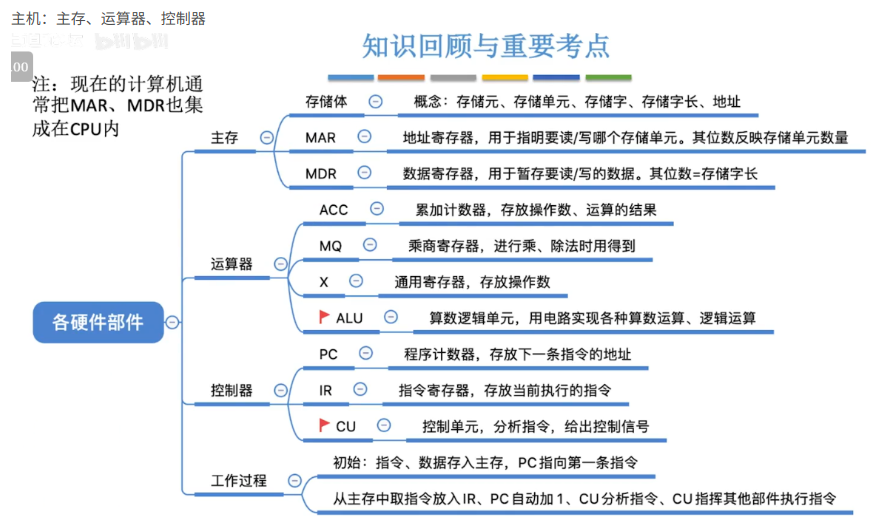 主机：主存、运算器、控制器
bilibili
00
知识回顾与重要考点
注：现在的计算机通
常把MAR、MDR也集
成在CPU内
各硬件部件
主存
存储体
概念：存储元、存储单元、存储字、存储字长、地址
MAR
地址寄存器，用于指明要读/写哪个存储单元。其位数反映存储单元数量
MDR
数据寄存器，用于暂存要读/写的数据。其位数=存储字长
运算器
ACC
累加计数器，存放操作数、运算的结果
MQ
乘商寄存器，进行乘、除法时用得到
X
通用寄存器，存放操作数
ALU
算数逻辑单元，用电路实现各种算数运算、逻辑运算
控制器
PC
程序计数器，存放下一条指令的地址
IR
指令寄存器，存放当前执行的指令
CU
控制单元，分析指令，给出控制信号
工作过程
初始：指令、数据存入主存，PC指向第一条指令
从主存中取指令放入IR、PC自动加1、CU分析指令、CU指挥其他部件执行指令